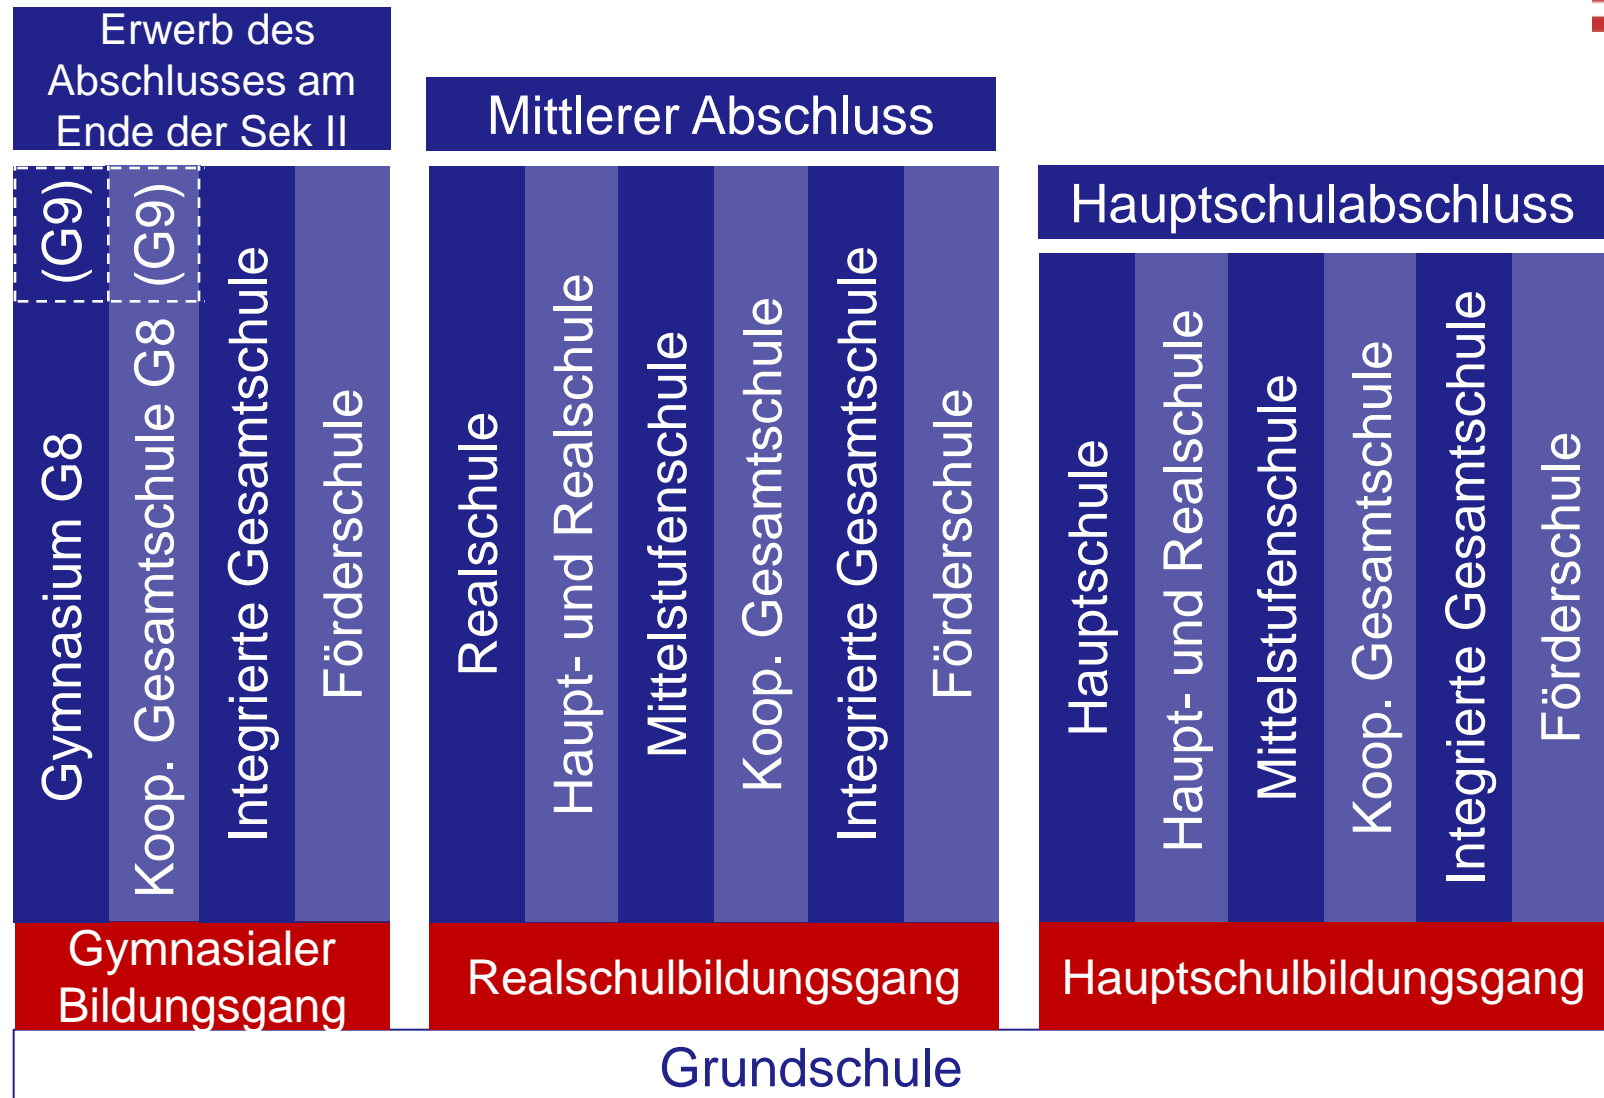 Erwerb des
Abschlusses am
Ende der Sek II
Mittlerer Abschluss
Hauptschulabschluss
Gymnasium G8 (G9)
Koop. Gesamtschule G8 (G9)
Integrierte Gesamtschule
Förderschule
Realschule
Haupt- und Realschule
Mittelstufenschule
Koop. Gesamtschule
Integrierte Gesamtschule
Förderschule
Hauptschule
Haupt- und Realschule
Mittelstufenschule
Koop. Gesamtschule
Integrierte Gesamtschule
Förderschule
Gymnasialer
Bildungsgang
Realschulbildungsgang
Hauptschulbildungsgang
Grundschule